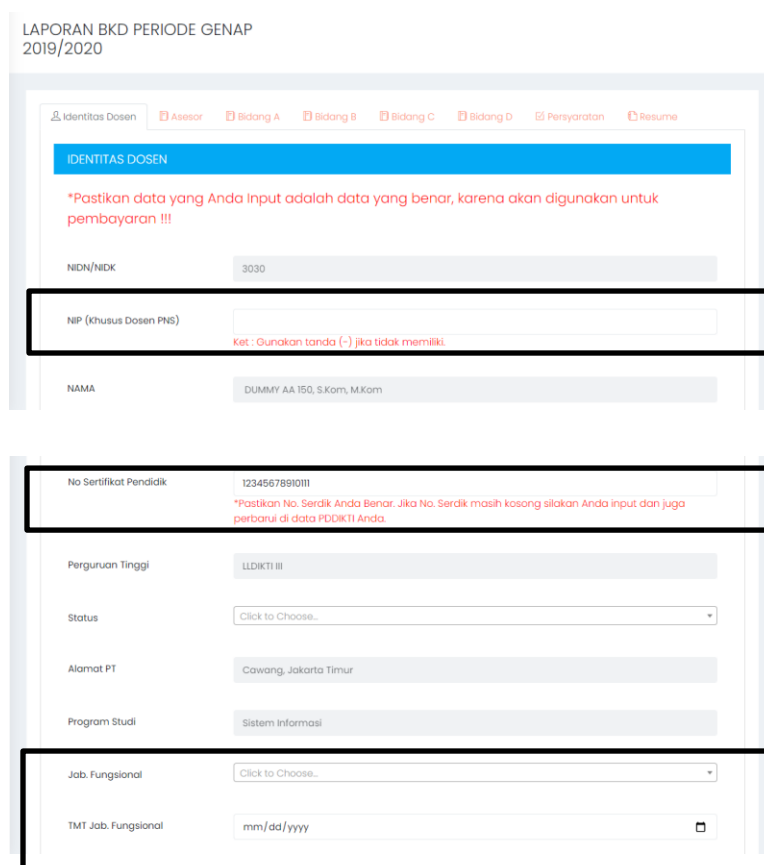 LAPORAN BKD PERIODE GENAP
2019/2020
Identitas Dosen Asesor Bidang A Bidang B Bidang C Bidang D Persyaratan Resume
IDENTITAS DOSEN
*Pastikan data yang Anda Input adalah data yang benar, karena akan digunakan untuk
pembayaran !!!
NIDN/NIDK 3030
NIP (Khusus Dosen PNS)
Ket : Gunakan tanda (-) jika tidak memiliki.
NAMA DUMMY AA 150, S.Kom, M.Kom
No Sertifikat Pendidik 12345678910111
*Pastikan No. Serdik Anda Benar. Jika No. Serdik masih kosong silakan Anda input dan juga
perbarui di data PDDIKTI Anda.
Perguruan Tinggi LLDIKTI III
Status Click to Choose...
Alamat PT Cawang, Jakarta Timur
Program Studi Sistem Informasi
Jab. Fungsional Click to Choose...
TMT Jab. Fungsional mm/dd/yyyy